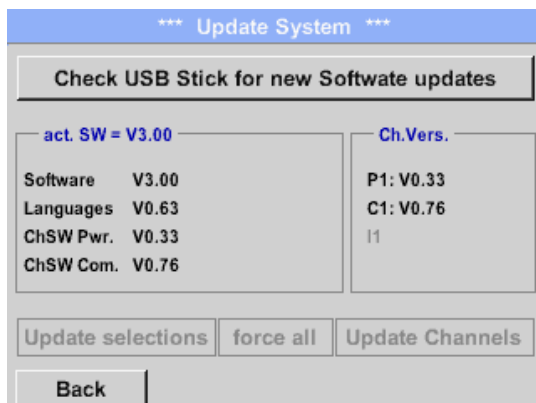 *** Update System ***
Check USB Stick for new Softwate updates
act. SW = V3.00
Software V3.00
Languages V0.63
ChSW Pwr. V0.33
ChSW Com. V0.76
Ch.Vers.
P1: V0.33
C1: V0.76
I1
Update selections
force all
Update Channels
Back